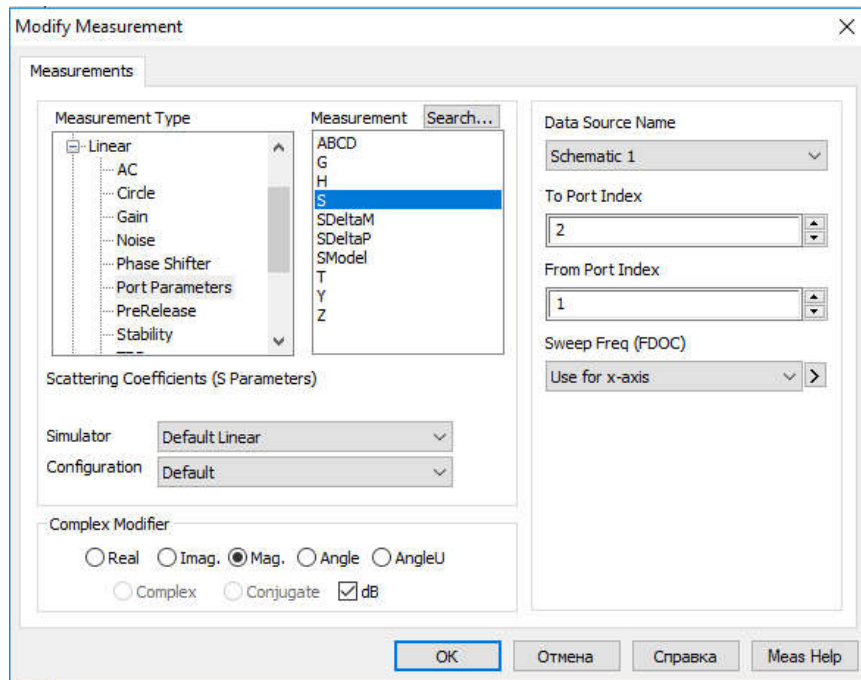 Modify Measurement
Measurements
Measurement Type
Linear
AC
Circle
Gain
Noise
Phase Shifter
Port Parameters
PreRelease
Stability
Measurement Search...
ABCD
G
H
S
SDeltaM
SDeltaP
SModel
T
Y
Z
Scattering Coefficients (S Parameters)
Simulator Default Linear
Configuration Default
Complex Modifier
Real Imag. Mag. Angle AngleU
Complex Conjugate dB
Data Source Name
Schematic 1
To Port Index
2
From Port Index
1
Sweep Freq (FDOC)
Use for x-axis
OK Отмена Справка Meas Help